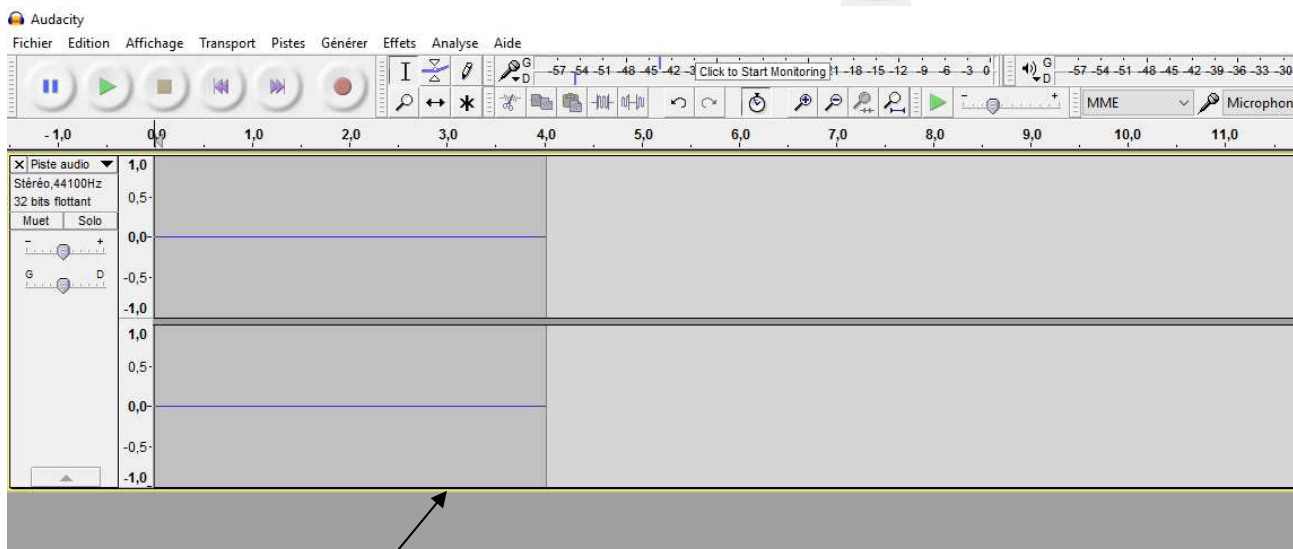 Audacity
Fichier Edition Affichage Transport Pistes Générer Effets Analyse Aide
G D -57 -54 -51 -48 -45 -42 -3 Click to Start Monitoring 1 -18 -15 -12 -9 -6 -3 0 G D -57 -54 -51 -48 -45 -42 -39 -36 -33 -30
MME Microphon
- 1,0 0,0 1,0 2,0 3,0 4,0 5,0 6,0 7,0 8,0 9,0 10,0 11,0
X Piste audio 1,0
Stéréo,44100Hz
32 bits flottant 0,5
Muet Solo
- + 0,0
G D -0,5
-1,0
1,0
0,5
0,0
-0,5
-1,0